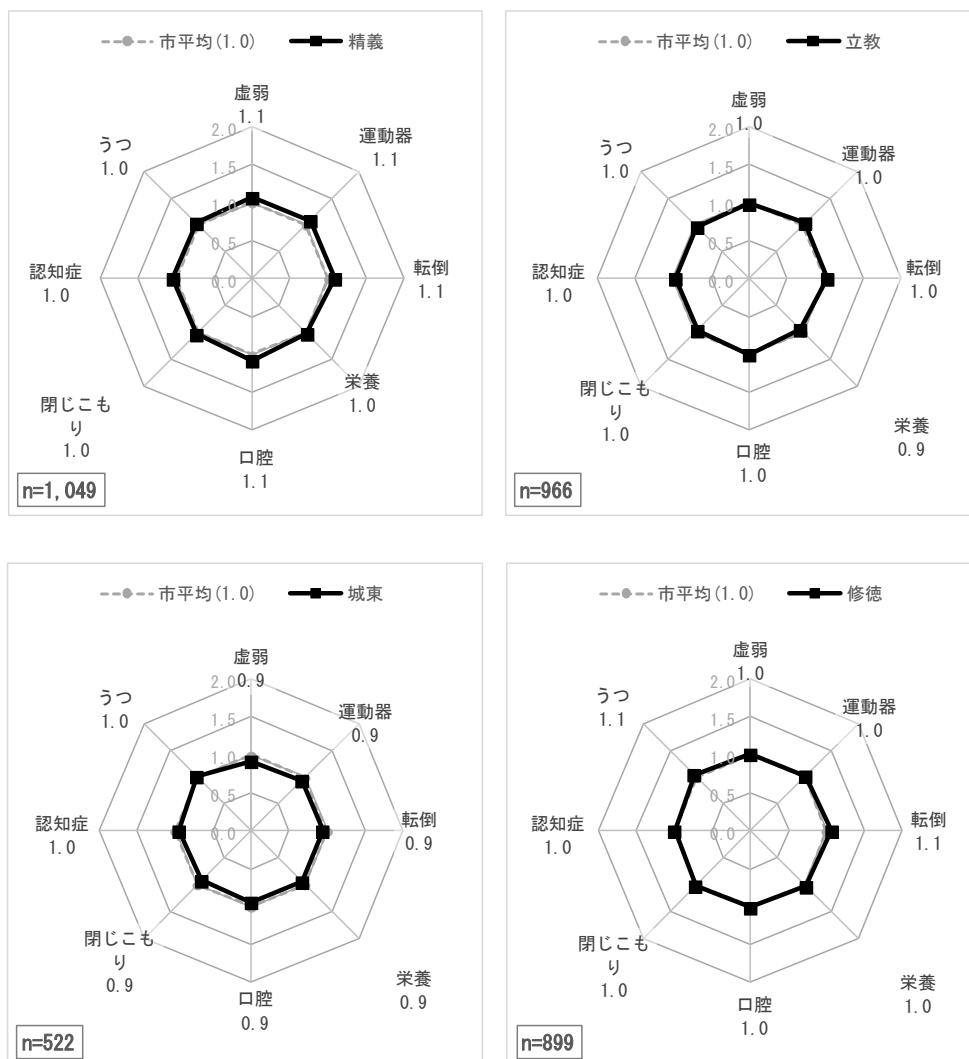 市平均(1.0) 精義
虚弱
1.1
運動器
1.1
転倒
1.1
栄養
1.0
口腔
1.1
閉じこも
り
1.0
認知症
1.0
うつ
1.0
2.0
1.5
1.0
0.5
0.0
n=1,049
市平均(1.0) 立教
虚弱
1.0
運動器
1.0
転倒
1.0
栄養
0.9
口腔
1.0
閉じこも
り
1.0
認知症
1.0
うつ
1.0
2.0
1.5
1.0
0.5
0.0
n=966
市平均(1.0) 城東
虚弱
0.9
運動器
0.9
転倒
0.9
栄養
0.9
口腔
0.9
閉じこも
り
0.9
認知症
1.0
うつ
1.0
2.0
1.5
1.0
0.5
0.0
n=522
市平均(1.0) 修徳
虚弱
1.0
運動器
1.0
転倒
1.1
栄養
1.0
口腔
1.0
閉じこも
り
1.0
認知症
1.0
うつ
1.1
2.0
1.5
1.0
0.5
0.0
n=899